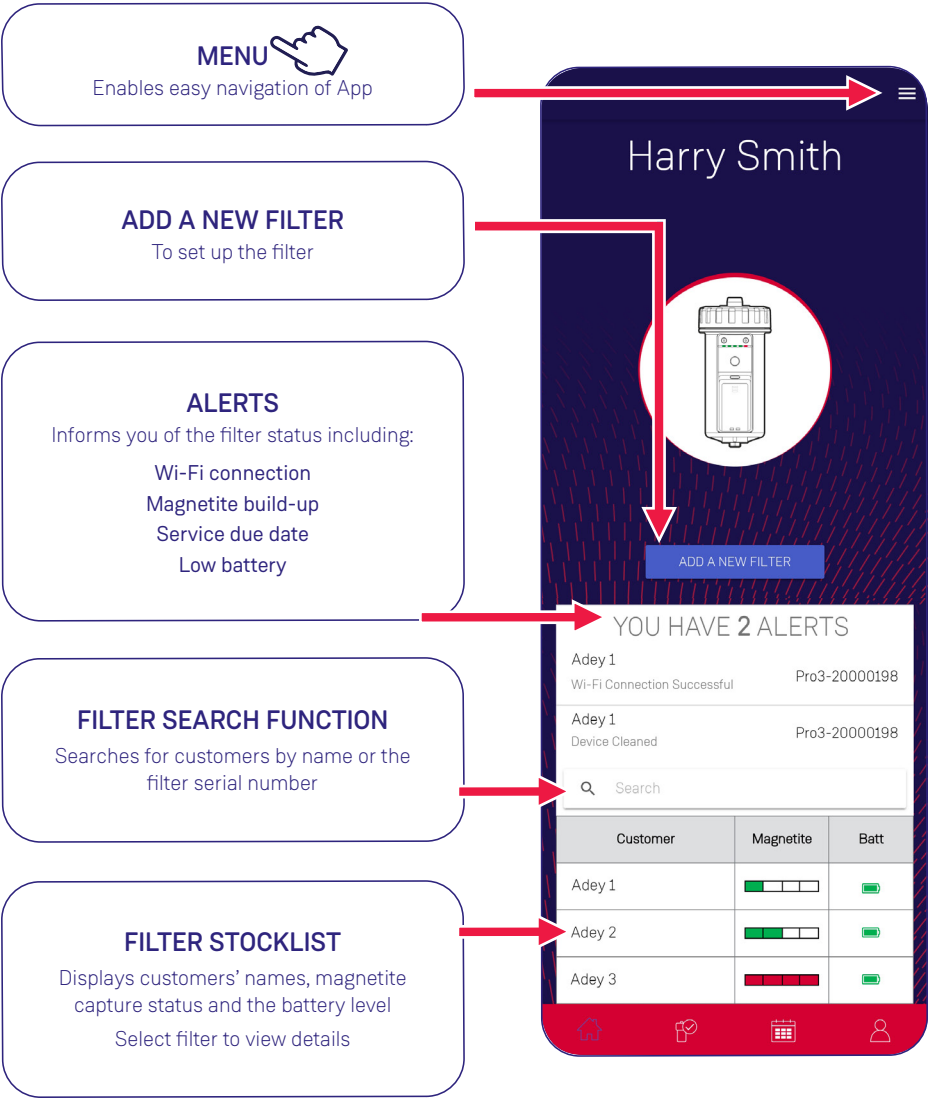 MENU
Enables easy navigation of App
ADD A NEW FILTER
To set up the filter
ALERTS
Informs you of the filter status including:
Wi-Fi connection
Magnetite build-up
Service due date
Low battery
FILTER SEARCH FUNCTION
Searches for customers by name or the
filter serial number
FILTER STOCKLIST
Displays customers’ names, magnetite
capture status and the battery level
Select filter to view details
Harry Smith
ADD A NEW FILTER
YOU HAVE 2 ALERTS
Adey 1
Wi-Fi Connection Successful
Pro3-20000198
Adey 1
Device Cleaned
Pro3-20000198
Search
Customer Magnetite Batt
Adey 1
Adey 2
Adey 3